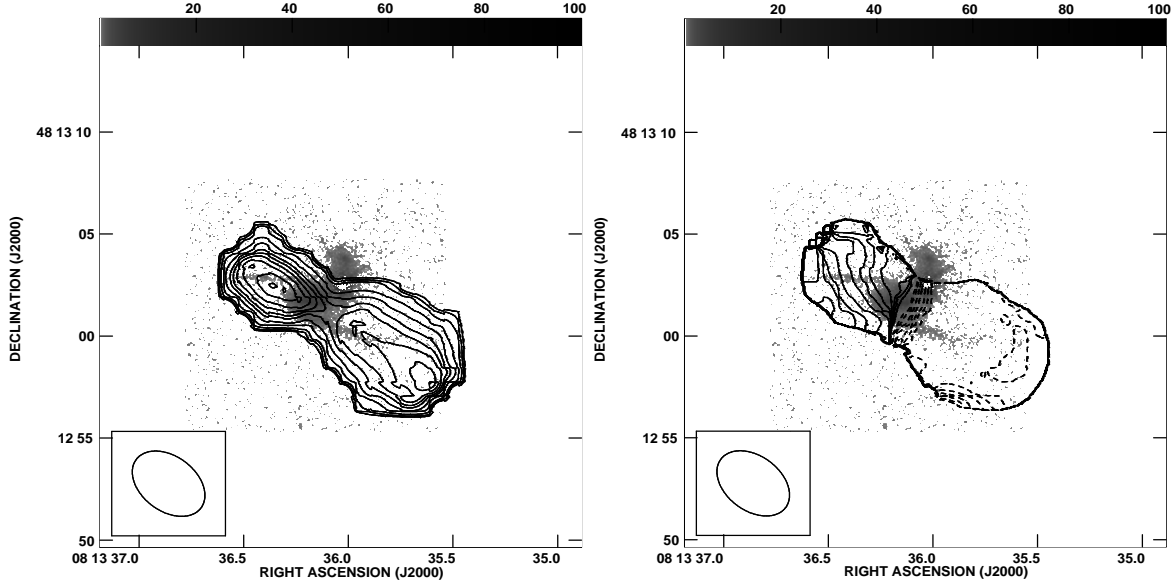 20 40 60 80 100
48 13 10
05
00
12 55
50
DECLINATION (J2000)
08 13 37.0 36.5 36.0 35.5 35.0
RIGHT ASCENSION (J2000)
20 40 60 80 100
48 13 10
05
00
12 55
50
DECLINATION (J2000)
08 13 37.0 36.5 36.0 35.5 35.0
RIGHT ASCENSION (J2000)